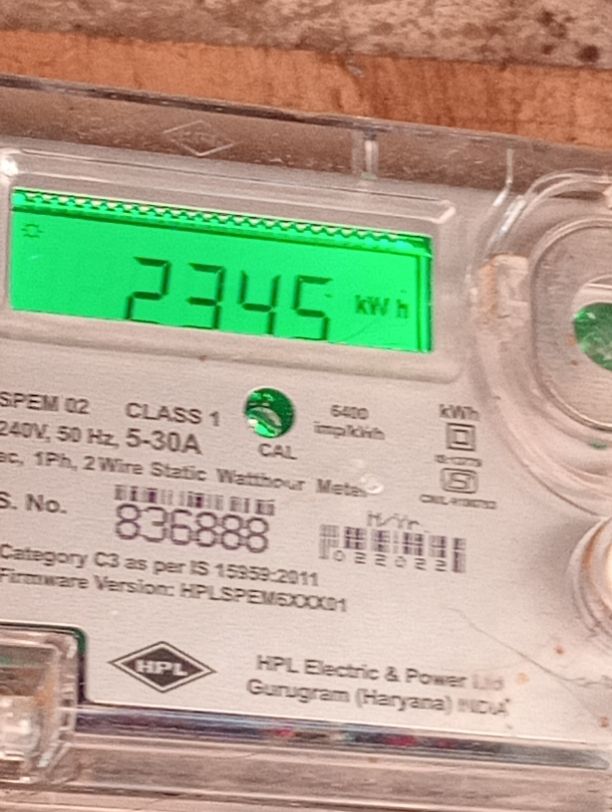 2345 kWh
SPEM 02 CLASS 1
6400
imp/kWh
kWh
240V, 50 Hz, 5-30A
CAL
ac, 1Ph, 2 Wire Static Watthour Meter
S. No.
836888
M/Yr.
022022
Category C3 as per IS 15959:2011
Firmware Version: HPLSPEM6XXX01
HPL
HPL Electric & Power Ltd
Gurugram (Haryana) INDIA